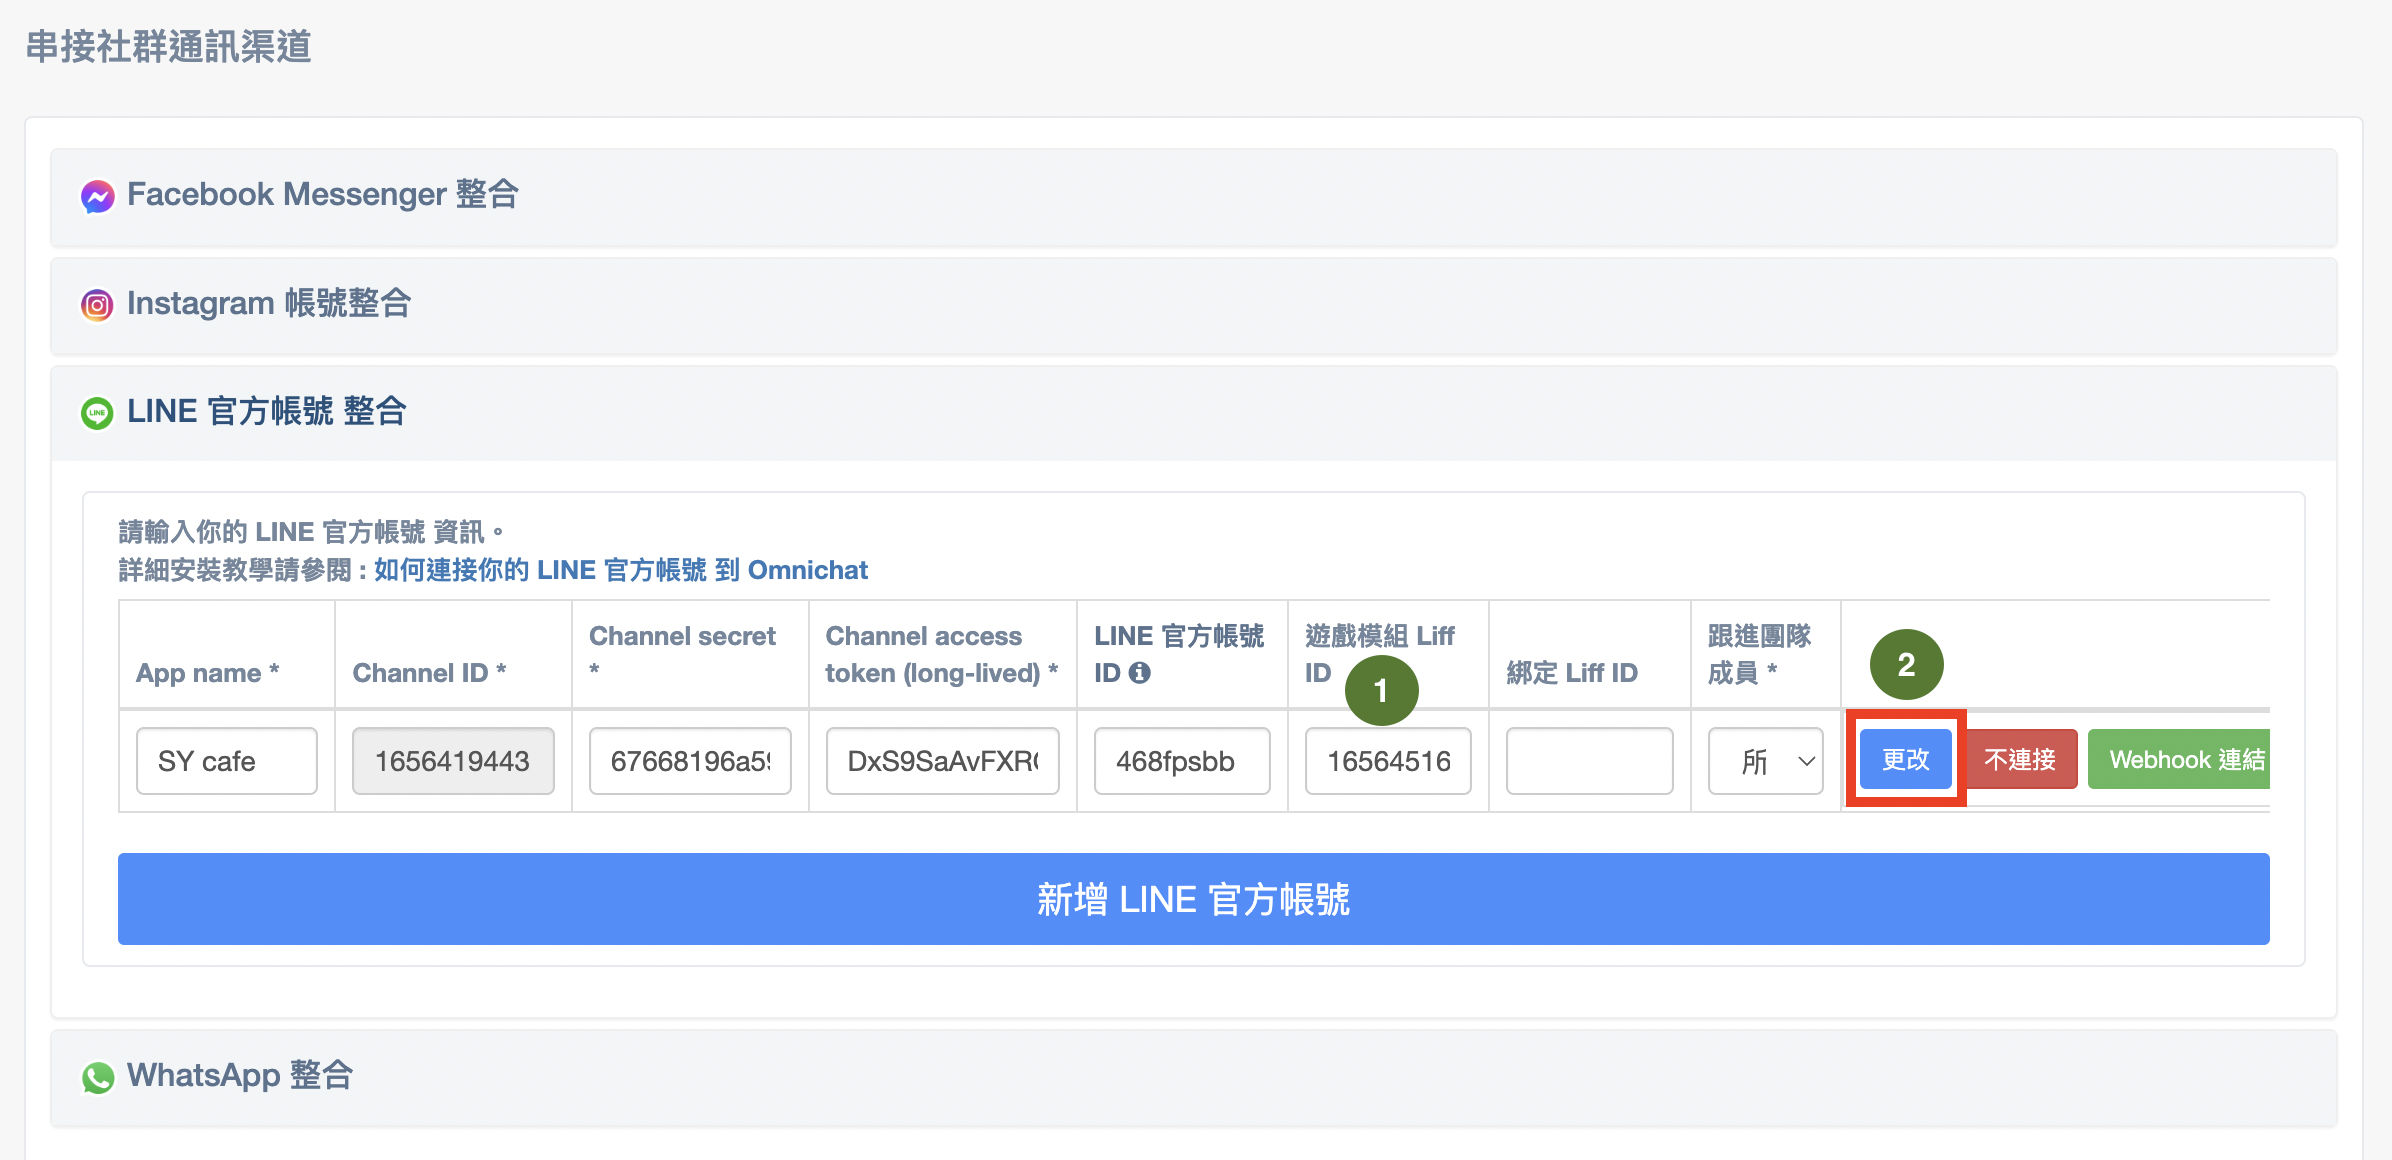 串接社群通訊渠道
Facebook Messenger 整合
Instagram 帳號整合
LINE 官方帳號 整合
請輸入你的 LINE 官方帳號 資訊。
詳細安裝教學請參閱 : 如何連接你的 LINE 官方帳號 到 Omnichat
App name *
Channel ID *
Channel secret
*
Channel access
token (long-lived) *
LINE 官方帳號
ID
遊戲模組 Liff
ID
1
綁定 Liff ID
跟進團隊
成員 *
2
SY cafe
1656419443
67668196a59
DxS9SaAvFXR
468fpsbb
16564516
所
更改
不連接
Webhook 連結
新增 LINE 官方帳號
WhatsApp 整合